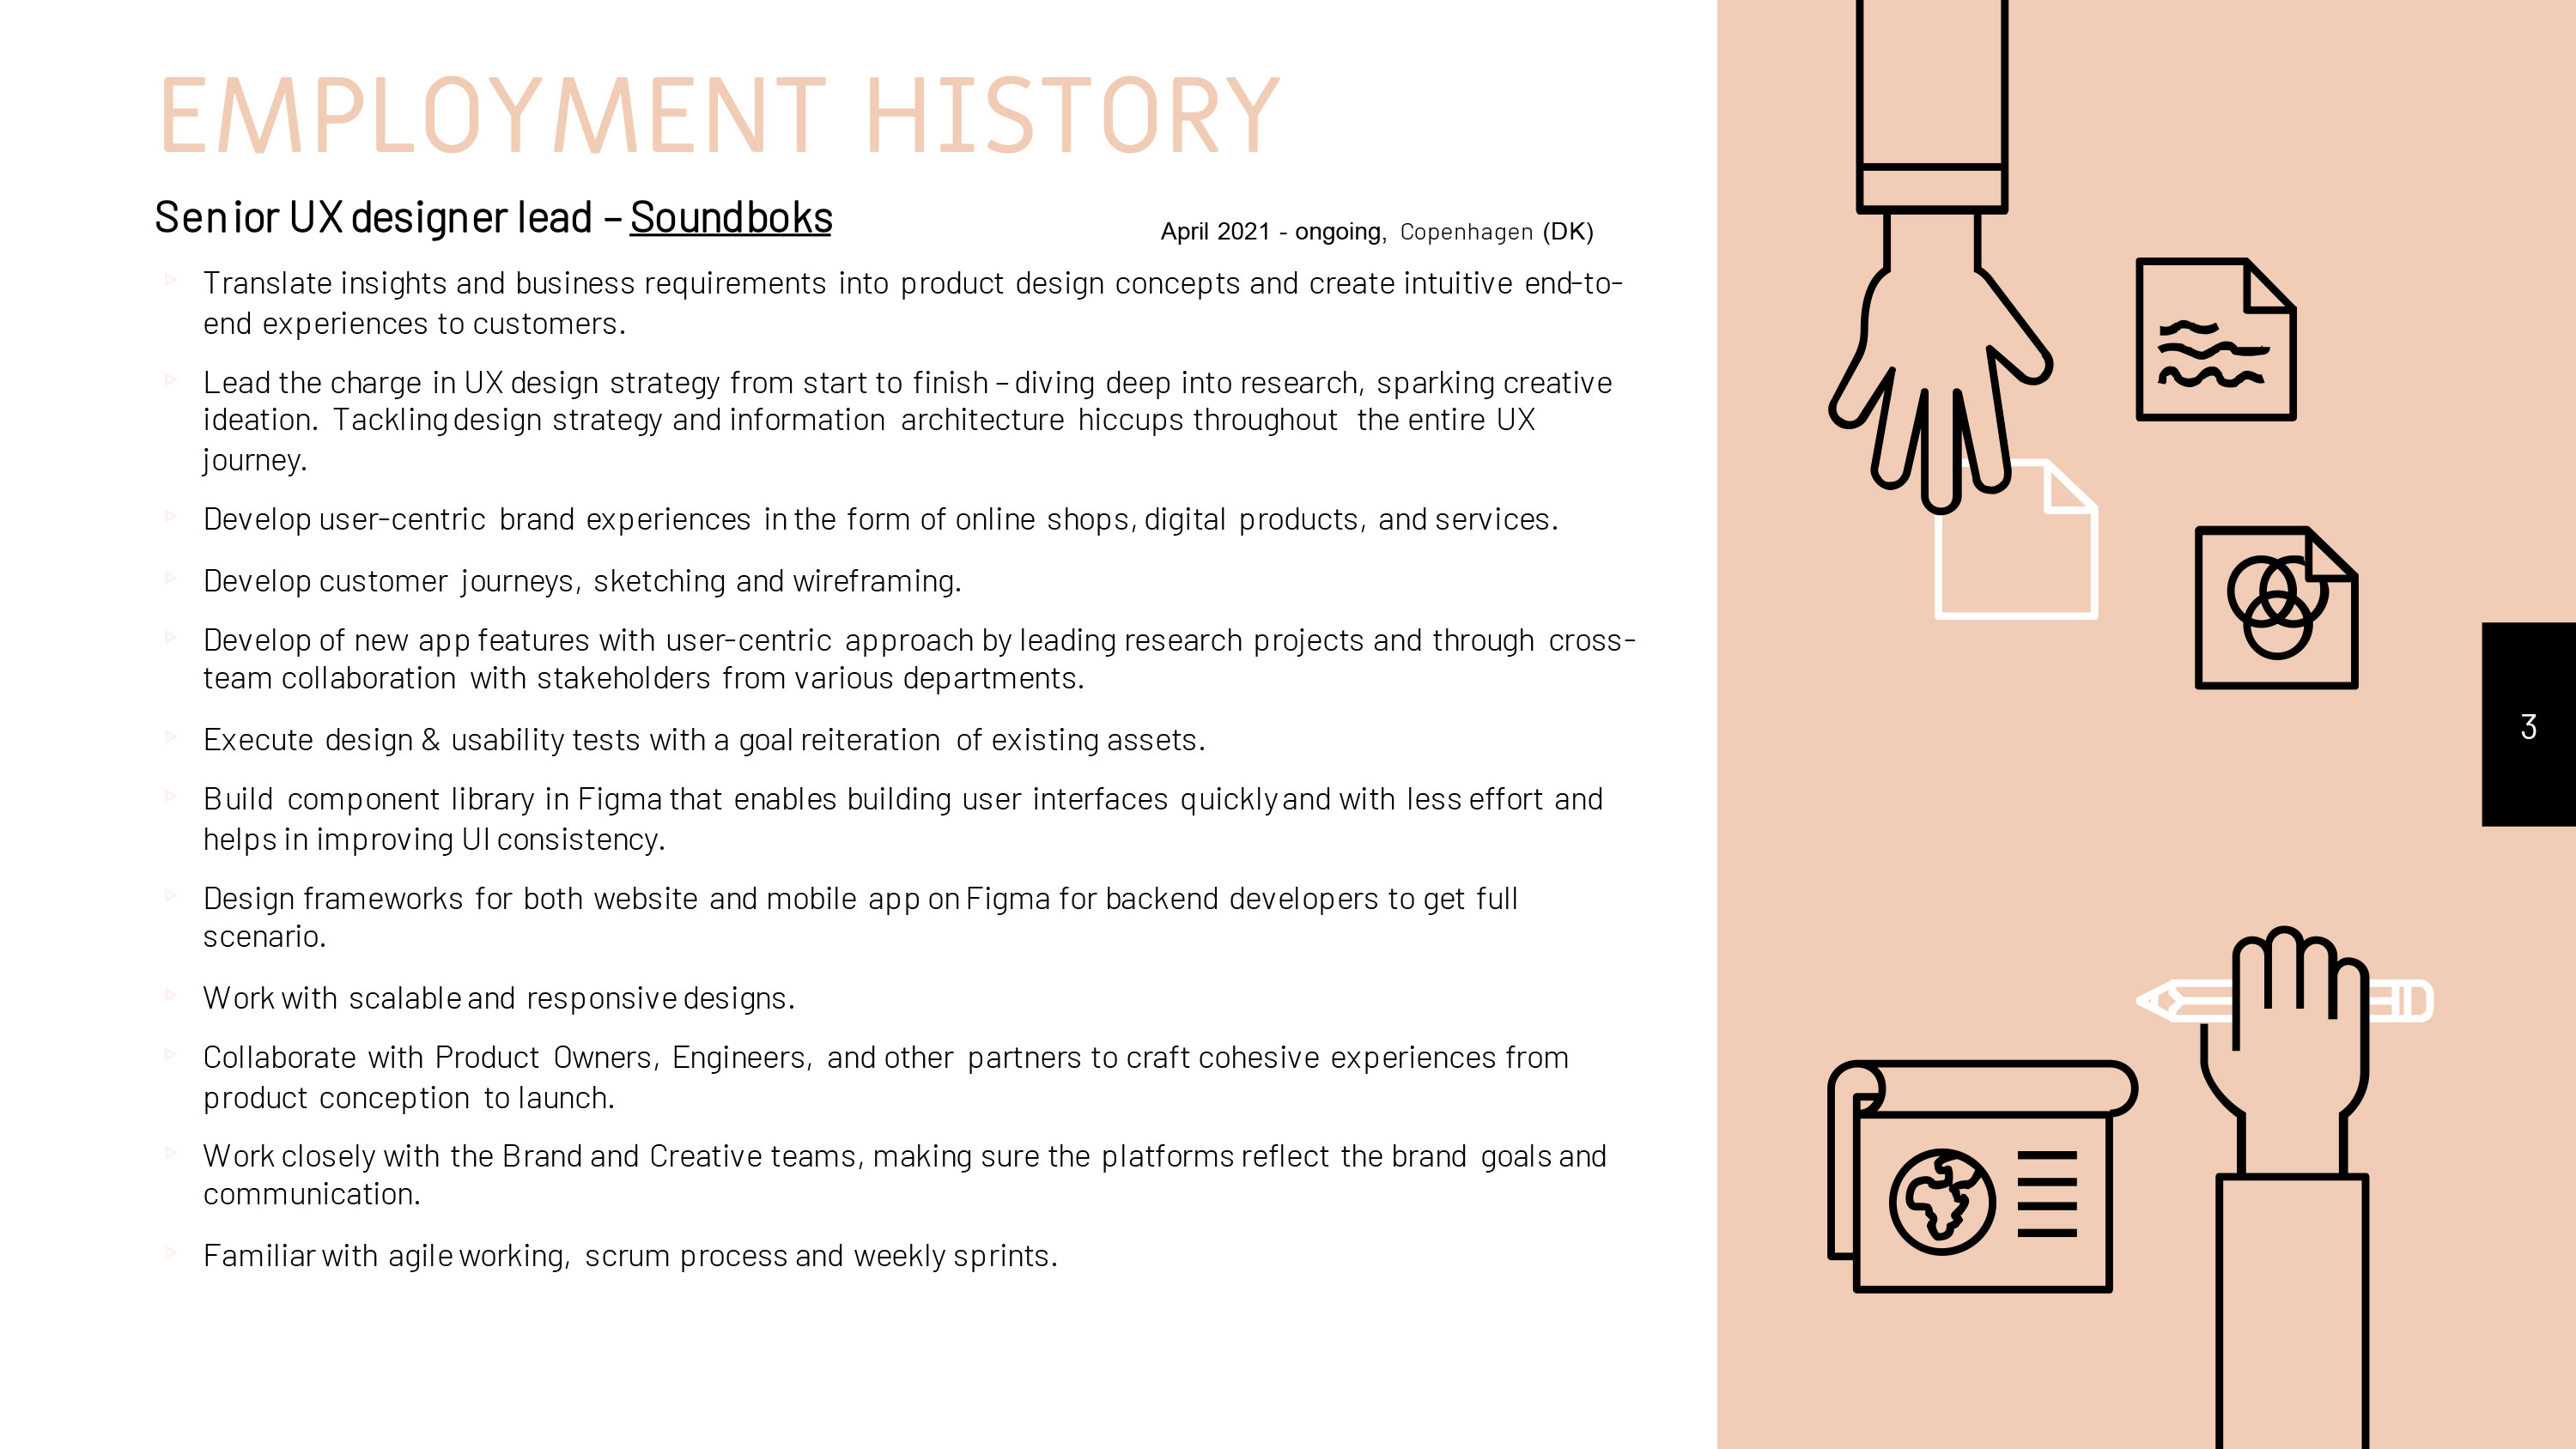 EMPLOYMENT HISTORY
Senior UX designer lead – Soundboks
April 2021 - ongoing, Copenhagen (DK)
Translate insights and business requirements into product design concepts and create intuitive end-to-
end experiences to customers.
Lead the charge in UX design strategy from start to finish – diving deep into research, sparking creative
ideation. Tackling design strategy and information architecture hiccups throughout the entire UX
journey.
Develop user-centric brand experiences in the form of online shops, digital products, and services.
Develop customer journeys, sketching and wireframing.
Develop of new app features with user-centric approach by leading research projects and through cross-
team collaboration with stakeholders from various departments.
Execute design & usability tests with a goal reiteration of existing assets.
Build component library in Figma that enables building user interfaces quickly and with less effort and
helps in improving UI consistency.
Design frameworks for both website and mobile app on Figma for backend developers to get full
scenario.
Work with scalable and responsive designs.
Collaborate with Product Owners, Engineers, and other partners to craft cohesive experiences from
product conception to launch.
Work closely with the Brand and Creative teams, making sure the platforms reflect the brand goals and
communication.
Familiar with agile working, scrum process and weekly sprints.
3